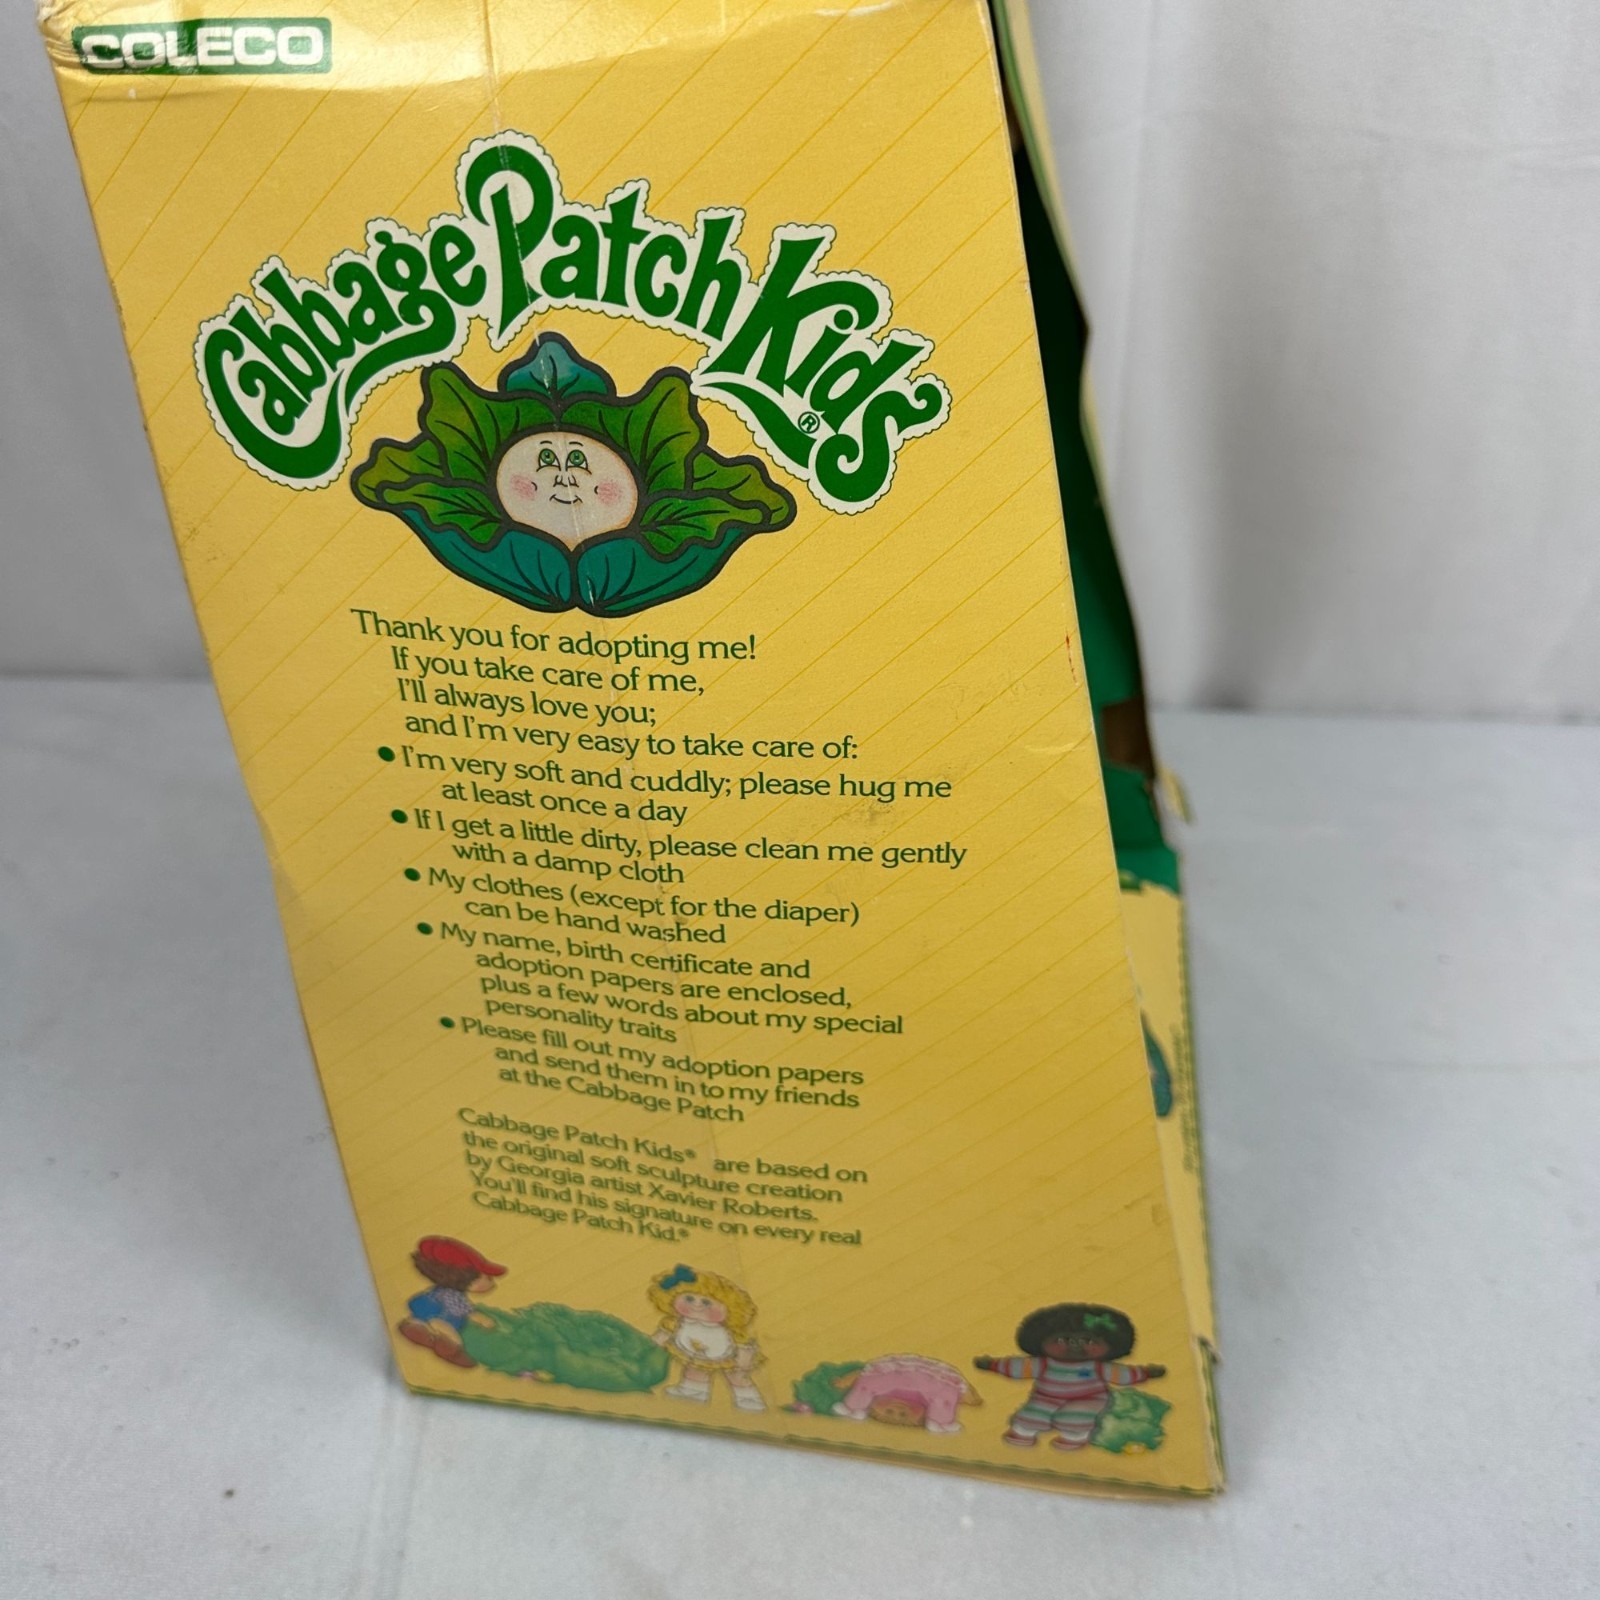 COLECO
Cabbage Patch Kids®
Thank you for adopting me!
If you take care of me,
I'll always love you;
and I'm very easy to take care of:
• I'm very soft and cuddly; please hug me
at least once a day
• If I get a little dirty, please clean me gently
with a damp cloth
• My clothes (except for the diaper)
can be hand washed
• My name, birth certificate and
adoption papers are enclosed,
plus a few words about my special
personality traits
• Please fill out my adoption papers
and send them in to my friends
at the Cabbage Patch
Cabbage Patch Kids® are based on
the original soft sculpture creation
by Georgia artist Xavier Roberts.
You'll find his signature on every real
Cabbage Patch Kid.®